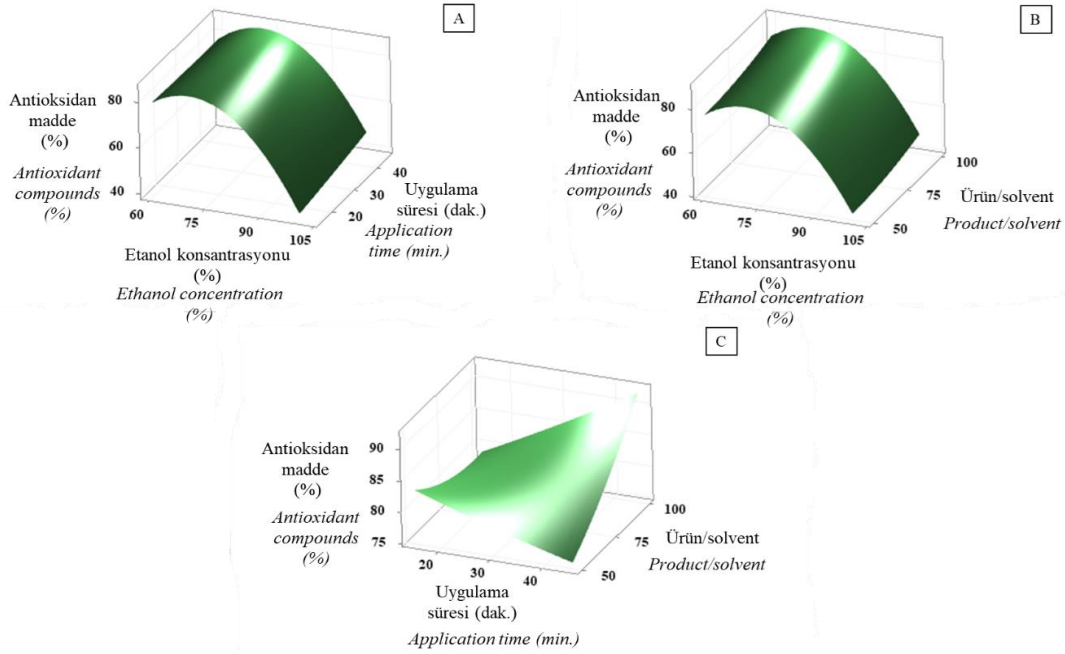 A
Antioksidan
madde
(%)
Antioxidant
compounds
(%)
80
60
40
60
75
90
105
20
30
40
Uygulama
süresi (dak.)
Application
time (min.)
Etanol konsantrasyonu
(%)
Ethanol concentration
(%)
B
Antioksidan
madde
(%)
Antioxidant
compounds
(%)
80
60
40
60
75
90
105
50
75
100
Ürün/solvent
Product/solvent
Etanol konsantrasyonu
(%)
Ethanol concentration
(%)
C
Antioksidan
madde
(%)
Antioxidant
compounds
(%)
90
85
80
75
20
30
40
50
75
100
Ürün/solvent
Product/solvent
Uygulama
süresi (dak.)
Application time (min.)